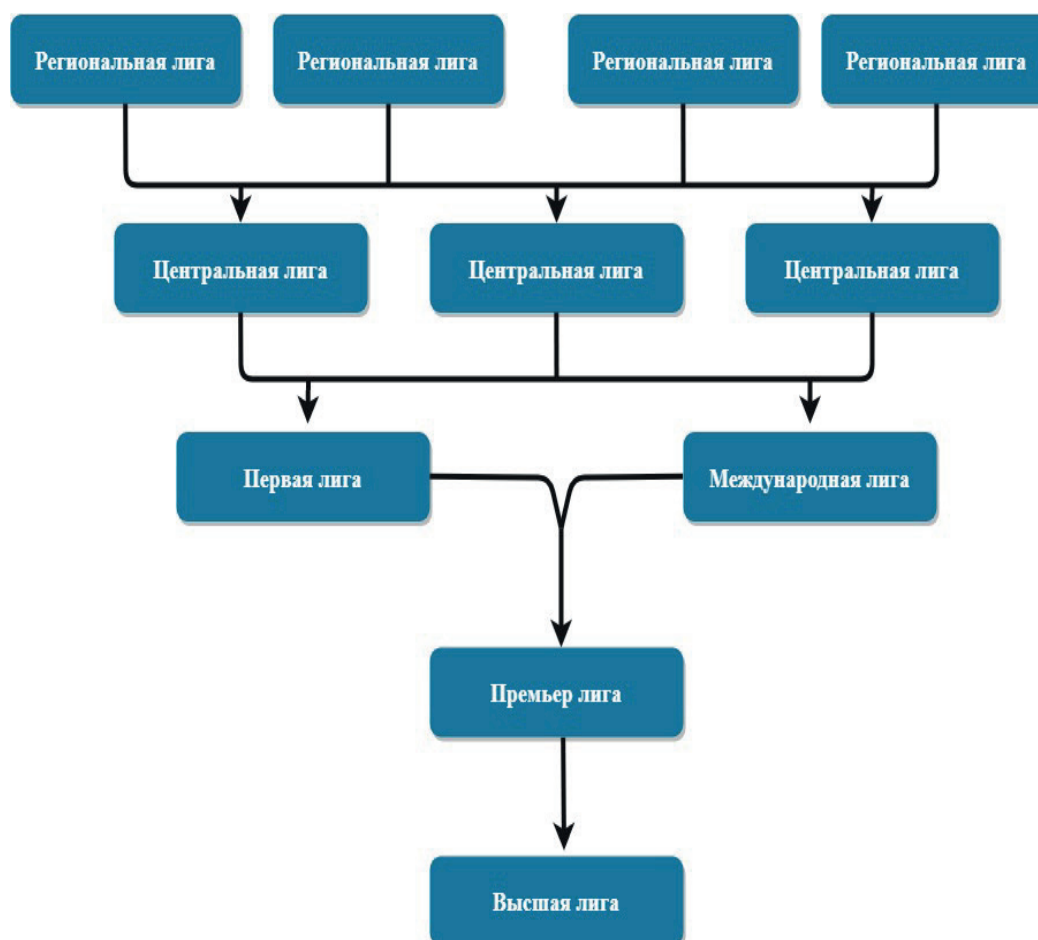 Региональная лига
Региональная лига
Региональная лига
Региональная лига
Центральная лига
Центральная лига
Центральная лига
Первая лига
Международная лига
Премьер лига
Высшая лига